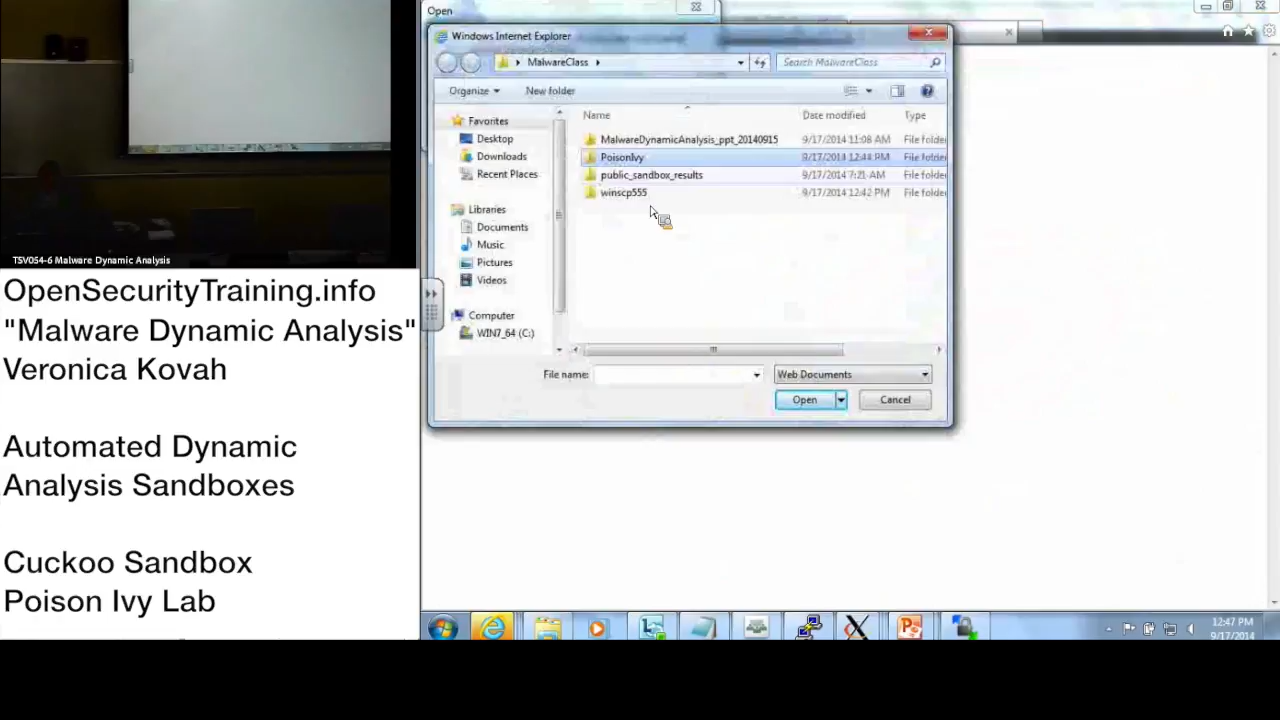 TSV054-6 Malware Dynamic Analysis
OpenSecurityTraining.info
"Malware Dynamic Analysis"
Veronica Kovah
Automated Dynamic
Analysis Sandboxes
Cuckoo Sandbox
Poison Ivy Lab
Open
Windows Internet Explorer
MalwareClass
Search MalwareClass
Organize
New folder
Name Date modified Type
MalwareDynamicAnalysis_ppt_20140915 9/17/2014 11:08 AM File folder
PoisonIvy 9/17/2014 12:44 PM File folder
public_sandbox_results 9/17/2014 7:21 AM File folder
winscp555 9/17/2014 12:42 PM File folder
Favorites
Desktop
Downloads
Recent Places
Libraries
Documents
Music
Pictures
Videos
Computer
WIN7_64 (C:)
File name:
Web Documents
Open
Cancel
12:47 PM
9/17/2014